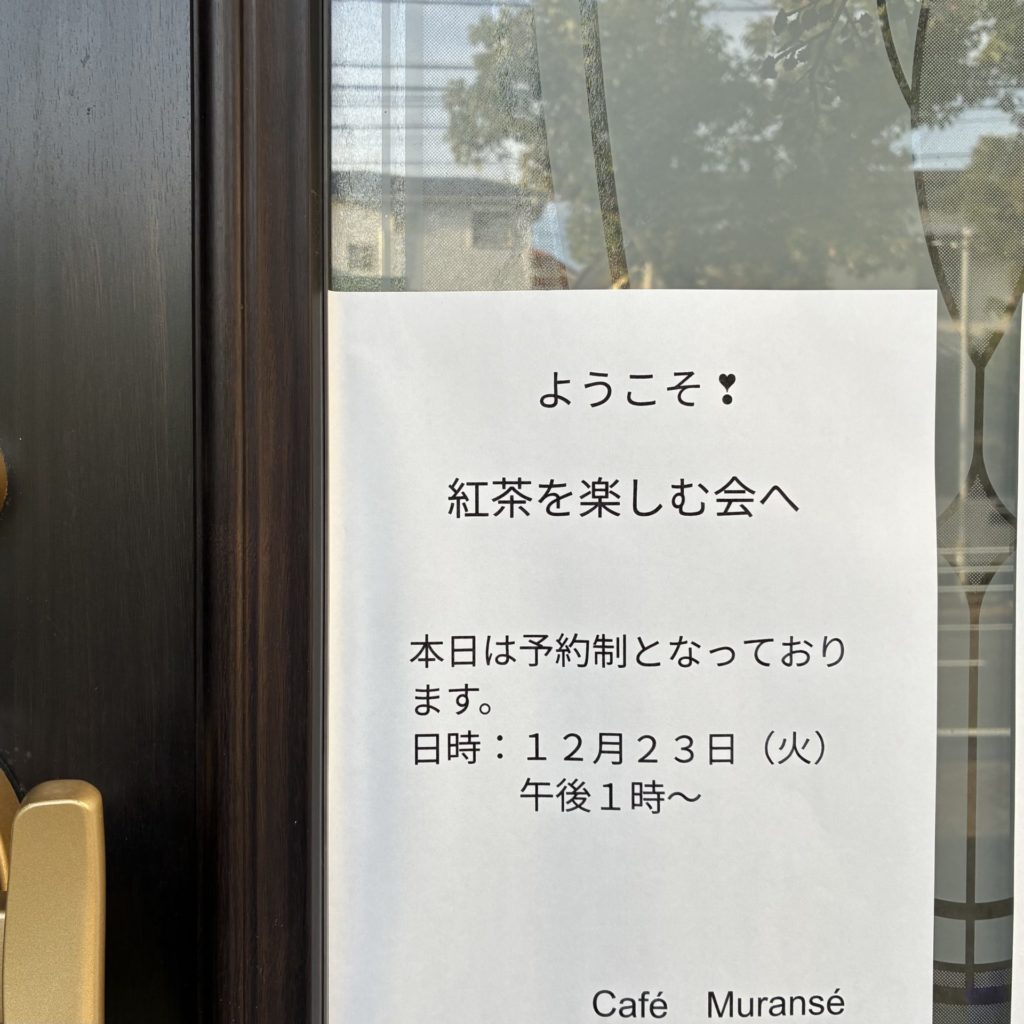 ようこそ❣
紅茶を楽しむ会へ
本日は予約制となっており
ます。
日時：１２月２３日（火）
午後１時～
Café　Muransé